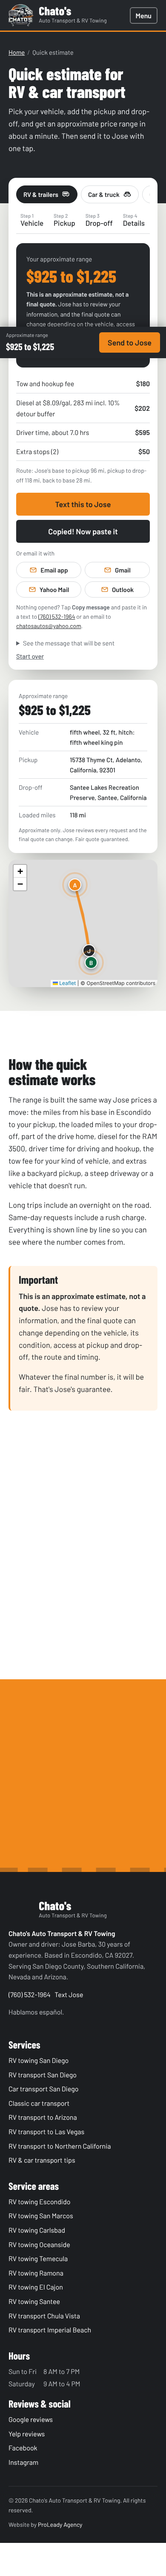 Chato's
Auto Transport & RV Towing
Menu
Home / Quick estimate
Quick estimate for
RV & car transport
Pick your vehicle, add the pickup and drop-
off, and get an approximate price range in
about a minute. Then send it to Jose with
one tap.
RV & trailers
Car & truck
Step 1
Vehicle
Step 2
Pickup
Step 3
Drop-off
Step 4
Details
Your approximate range
$925 to $1,225
This is an approximate estimate, not a
final quote. Jose has to review your
information, and the final quote can
change depending on the vehicle, access
Approximate range
$925 to $1,225
Send to Jose
Tow and hookup fee $180
Diesel at $8.09/gal, 283 mi incl. 10%
detour buffer $202
Driver time, about 7.0 hrs $595
Extra stops (2) $50
Route: Jose's base to pickup 96 mi, pickup to drop-
off 118 mi, back to base 28 mi.
Text this to Jose
Copied! Now paste it
Or email it with
Email app
Gmail
Yahoo Mail
Outlook
Nothing opened? Tap Copy message and paste it in
a text to (760) 532-1964 or an email to
chatosautos@yahoo.com.
See the message that will be sent
Start over
Approximate range
$925 to $1,225
Vehicle fifth wheel, 32 ft, hitch:
fifth wheel king pin
Pickup 15738 Thyme Ct, Adelanto,
California, 92301
Drop-off Santee Lakes Recreation
Preserve, Santee, California
Loaded miles 118 mi
Approximate only. Jose reviews every request and the
final quote can change. Fair quote guaranteed.
+
−
A
J
B
Leaflet | © OpenStreetMap contributors
How the quick
estimate works
The range is built the same way Jose prices a
move: the miles from his base in Escondido
to your pickup, the loaded miles to your drop-
off, part of the drive home, diesel for the RAM
3500, driver time for driving and hookup, the
tow fee for your kind of vehicle, and extras
like a backyard pickup, a steep driveway or a
vehicle that doesn't run.
Long trips include an overnight on the road.
Same-day requests include a rush charge.
Everything is shown line by line so you can
see where the number comes from.
Important
This is an approximate estimate, not a
quote. Jose has to review your
information, and the final quote can
change depending on the vehicle, its
condition, access at pickup and drop-
off, the route and timing.
Whatever the final number is, it will be
fair. That's Jose's guarantee.
Chato's
Auto Transport & RV Towing
Chato's Auto Transport & RV Towing
Owner and driver: Jose Barba. 30 years of
experience. Based in Escondido, CA 92027.
Serving San Diego County, Southern California,
Nevada and Arizona.
(760) 532-1964 Text Jose
Hablamos español.
Services
RV towing San Diego
RV transport San Diego
Car transport San Diego
Classic car transport
RV transport to Arizona
RV transport to Las Vegas
RV transport to Northern California
RV & car transport tips
Service areas
RV towing Escondido
RV towing San Marcos
RV towing Carlsbad
RV towing Oceanside
RV towing Temecula
RV towing Ramona
RV towing El Cajon
RV towing Santee
RV transport Chula Vista
RV transport Imperial Beach
Hours
Sun to Fri 8 AM to 7 PM
Saturday 9 AM to 4 PM
Reviews & social
Google reviews
Yelp reviews
Facebook
Instagram
© 2026 Chato's Auto Transport & RV Towing. All rights
reserved.
Website by ProLeady Agency